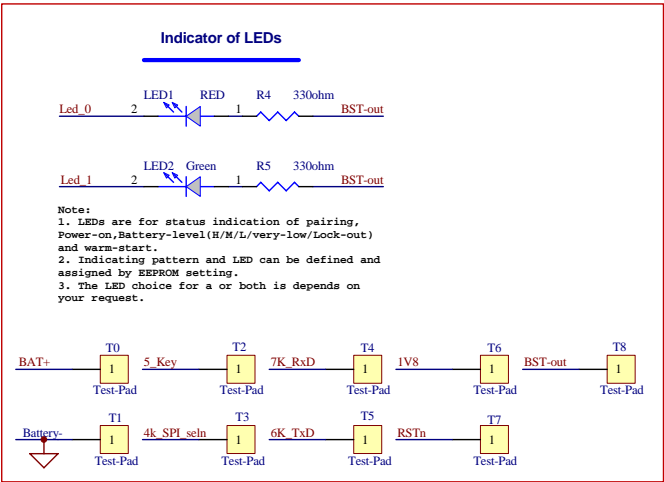 Indicator of LEDs
LED1 RED R4 330ohm
Led_0 2 1 BST-out
LED2 Green R5 330ohm
Led_1 2 1 BST-out
Note:
1. LEDs are for status indication of pairing,
Power-on,Battery-level(H/M/L/very-low/Lock-out)
and warm-start.
2. Indicating pattern and LED can be defined and
assigned by EEPROM setting.
3. The LED choice for a or both is depends on
your request.
T0 T2 T4 T6 T8
BAT+ 1 5_Key 1 7K_RxD 1 1V8 1 BST-out 1
Test-Pad Test-Pad Test-Pad Test-Pad Test-Pad
T1 T3 T5 T7
Battery- 1 4k_SPI_seln 1 6K_TxD 1 RSTn 1
Test-Pad Test-Pad Test-Pad Test-Pad